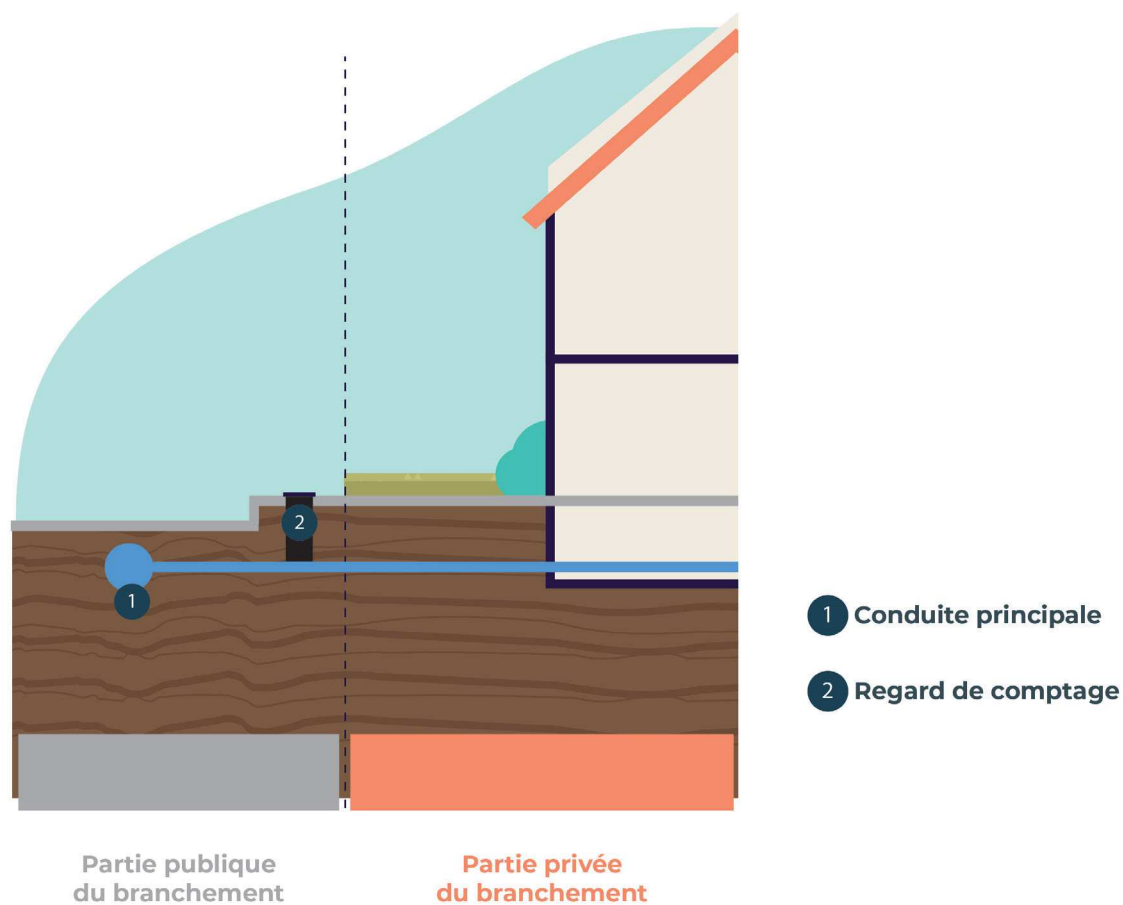 2
1
1 Conduite principale
2 Regard de comptage
Partie publique
du branchement
Partie privée
du branchement